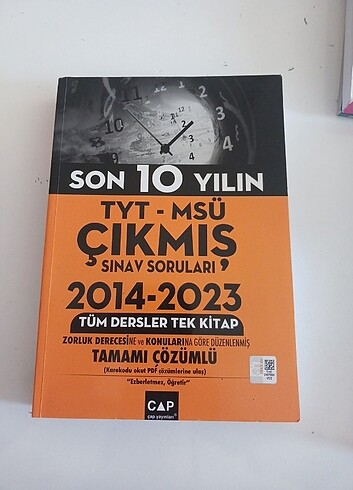 SON 10 YILIN
TYT - MSÜ
ÇIKMIŞ
SINAV SORULARI
2014-2023
TÜM DERSLER TEK KİTAP
ZORLUK DERECESİNE ve KONULARINA GÖRE DÜZENLENMİŞ
TAMAMI ÇÖZÜMLÜ
(Karekodu okut PDF çözümlerine ulaş)
"Ezberletmez, Öğretir"
ÇAP
çap yayınları